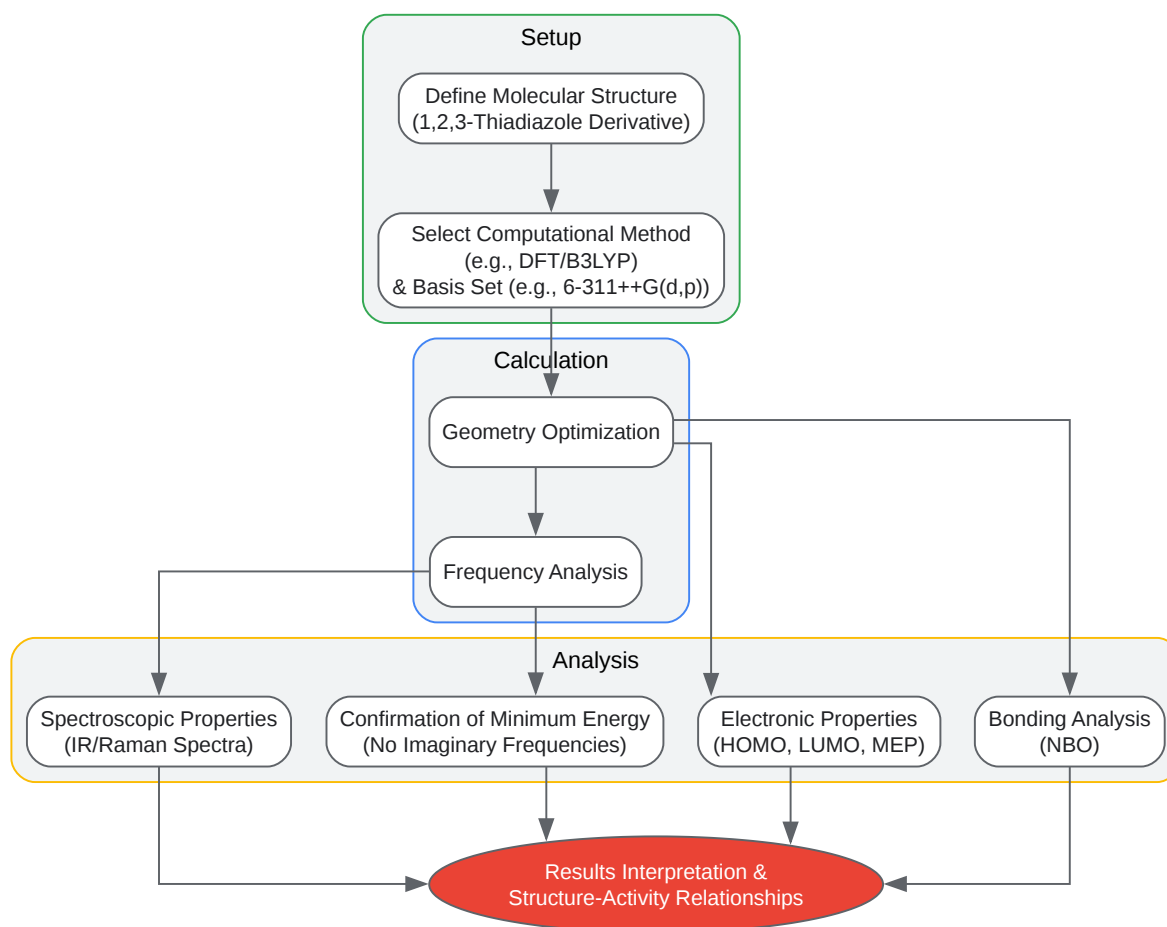 Setup
Define Molecular Structure
(1,2,3-Thiadiazole Derivative)
Select Computational Method
(e.g., DFT/B3LYP)
& Basis Set (e.g., 6-311++G(d,p))
Calculation
Geometry Optimization
Frequency Analysis
Analysis
Spectroscopic Properties
(IR/Raman Spectra)
Confirmation of Minimum Energy
(No Imaginary Frequencies)
Electronic Properties
(HOMO, LUMO, MEP)
Bonding Analysis
(NBO)
Results Interpretation &
Structure-Activity Relationships